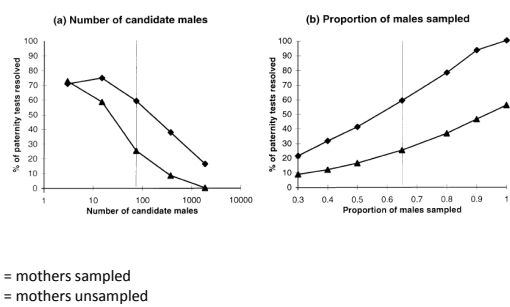 (a) Number of candidate males
% of paternity tests resolved
100
90
80
70
60
50
40
30
20
10
0
1 10 100 1000 10000
Number of candidate males
(b) Proportion of males sampled
% of paternity tests resolved
100
90
80
70
60
50
40
30
20
10
0
0.3 0.4 0.5 0.6 0.7 0.8 0.9 1
Proportion of males sampled
= mothers sampled
= mothers unsampled